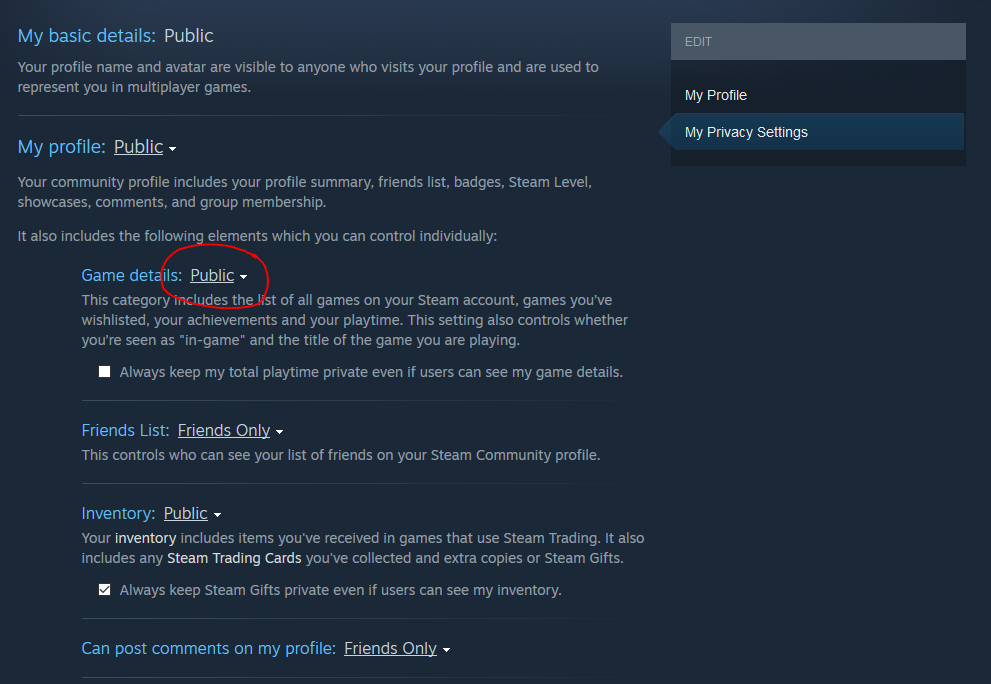 My basic details: Public
Your profile name and avatar are visible to anyone who visits your profile and are used to
represent you in multiplayer games.
My profile: Public
Your community profile includes your profile summary, friends list, badges, Steam Level,
showcases, comments, and group membership.
It also includes the following elements which you can control individually:
Game details: Public
This category includes the list of all games on your Steam account, games you've
wishlisted, your achievements and your playtime. This setting also controls whether
you're seen as "in-game" and the title of the game you are playing.
Always keep my total playtime private even if users can see my game details.
Friends List: Friends Only
This controls who can see your list of friends on your Steam Community profile.
Inventory: Public
Your inventory includes items you've received in games that use Steam Trading. It also
includes any Steam Trading Cards you've collected and extra copies or Steam Gifts.
Always keep Steam Gifts private even if users can see my inventory.
Can post comments on my profile: Friends Only
EDIT
My Profile
My Privacy Settings